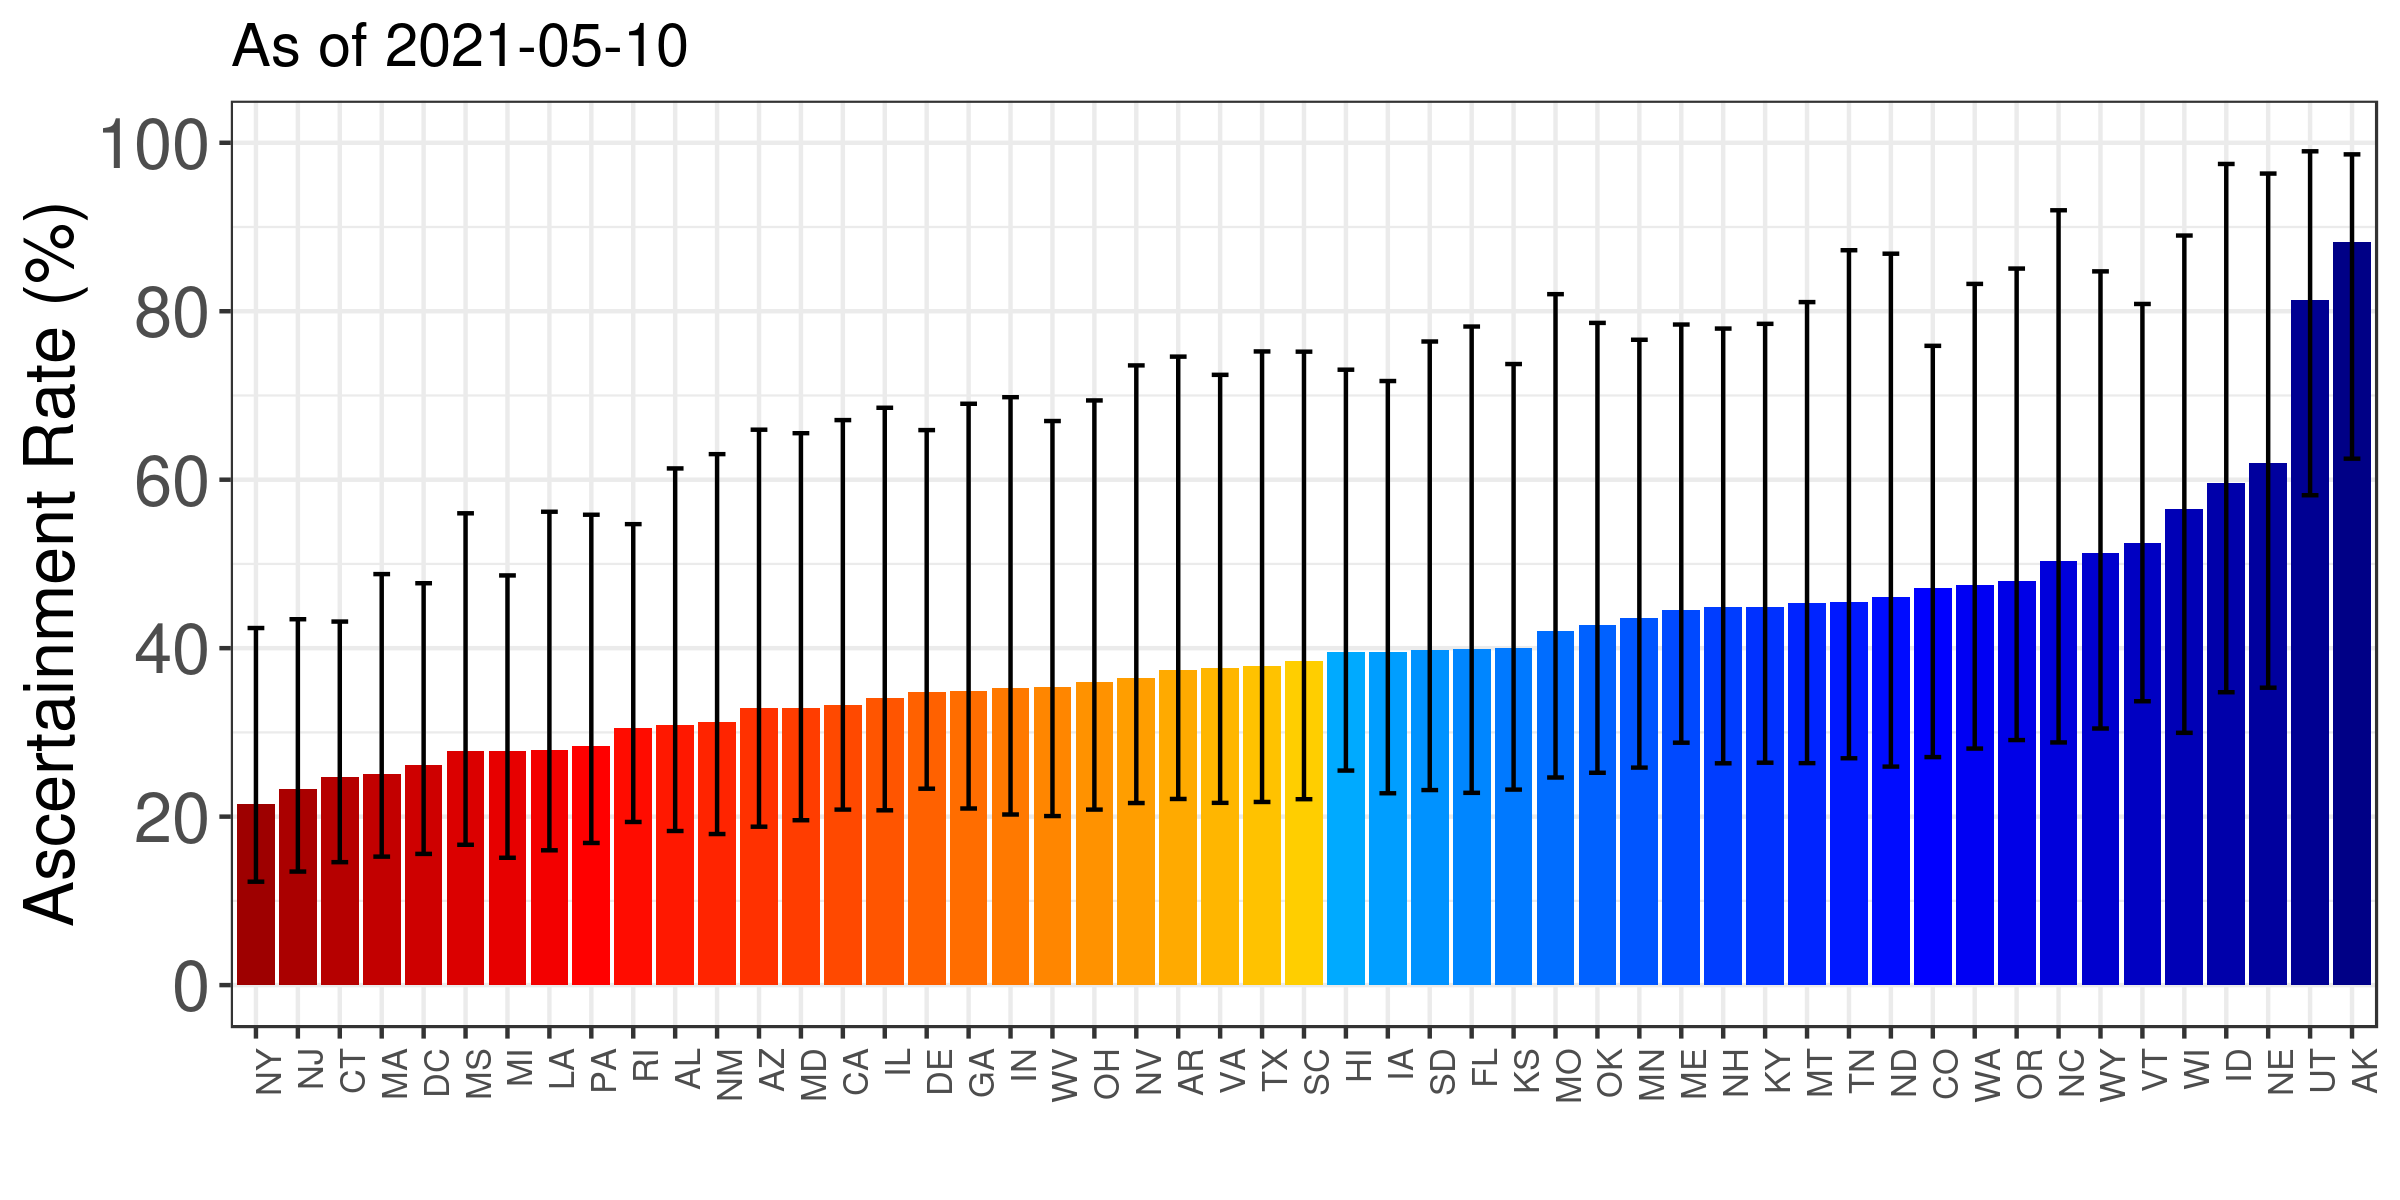 As of 2021-05-10
Ascertainment Rate (%)
100
80
60
40
20
0
NY NJ CT MA DC MS MI LA PA RI AL NM AZ MD CA IL DE GA IN WV OH NV AR VA TX SC HI IA SD FL KS MO OK MN ME NH KY MT TN ND CO WA OR NC WY VT WI ID NE UT AK